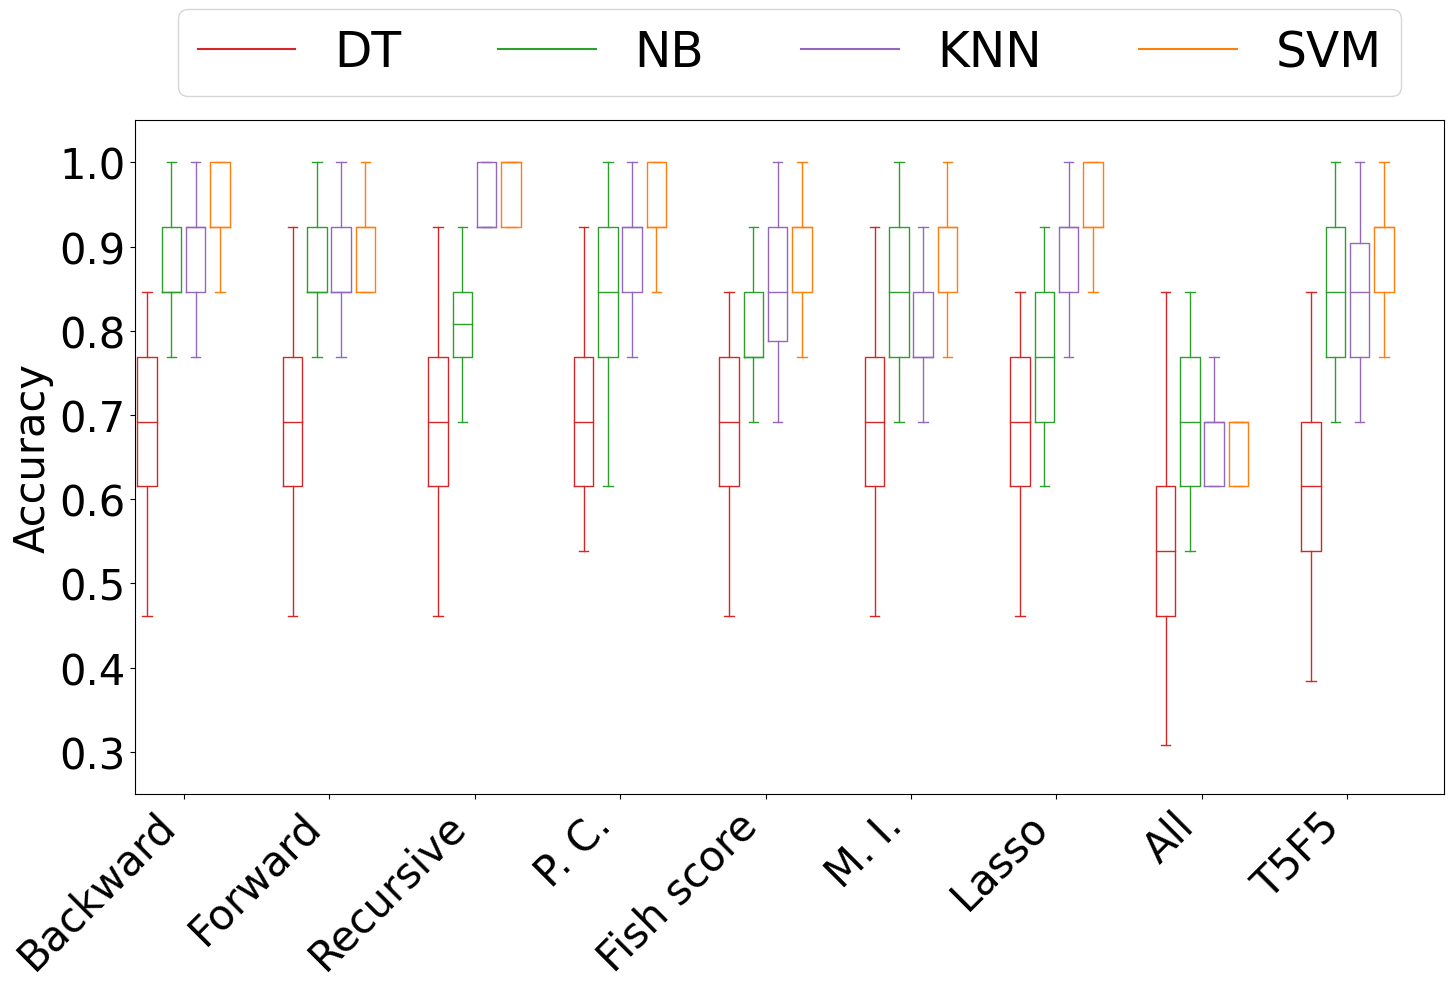 DT NB KNN SVM
1.0
0.9
0.8
0.7
0.6
0.5
0.4
0.3
Accuracy
Backward
Forward
Recursive
P. C.
Fish score
M. I.
Lasso
All
T5F5